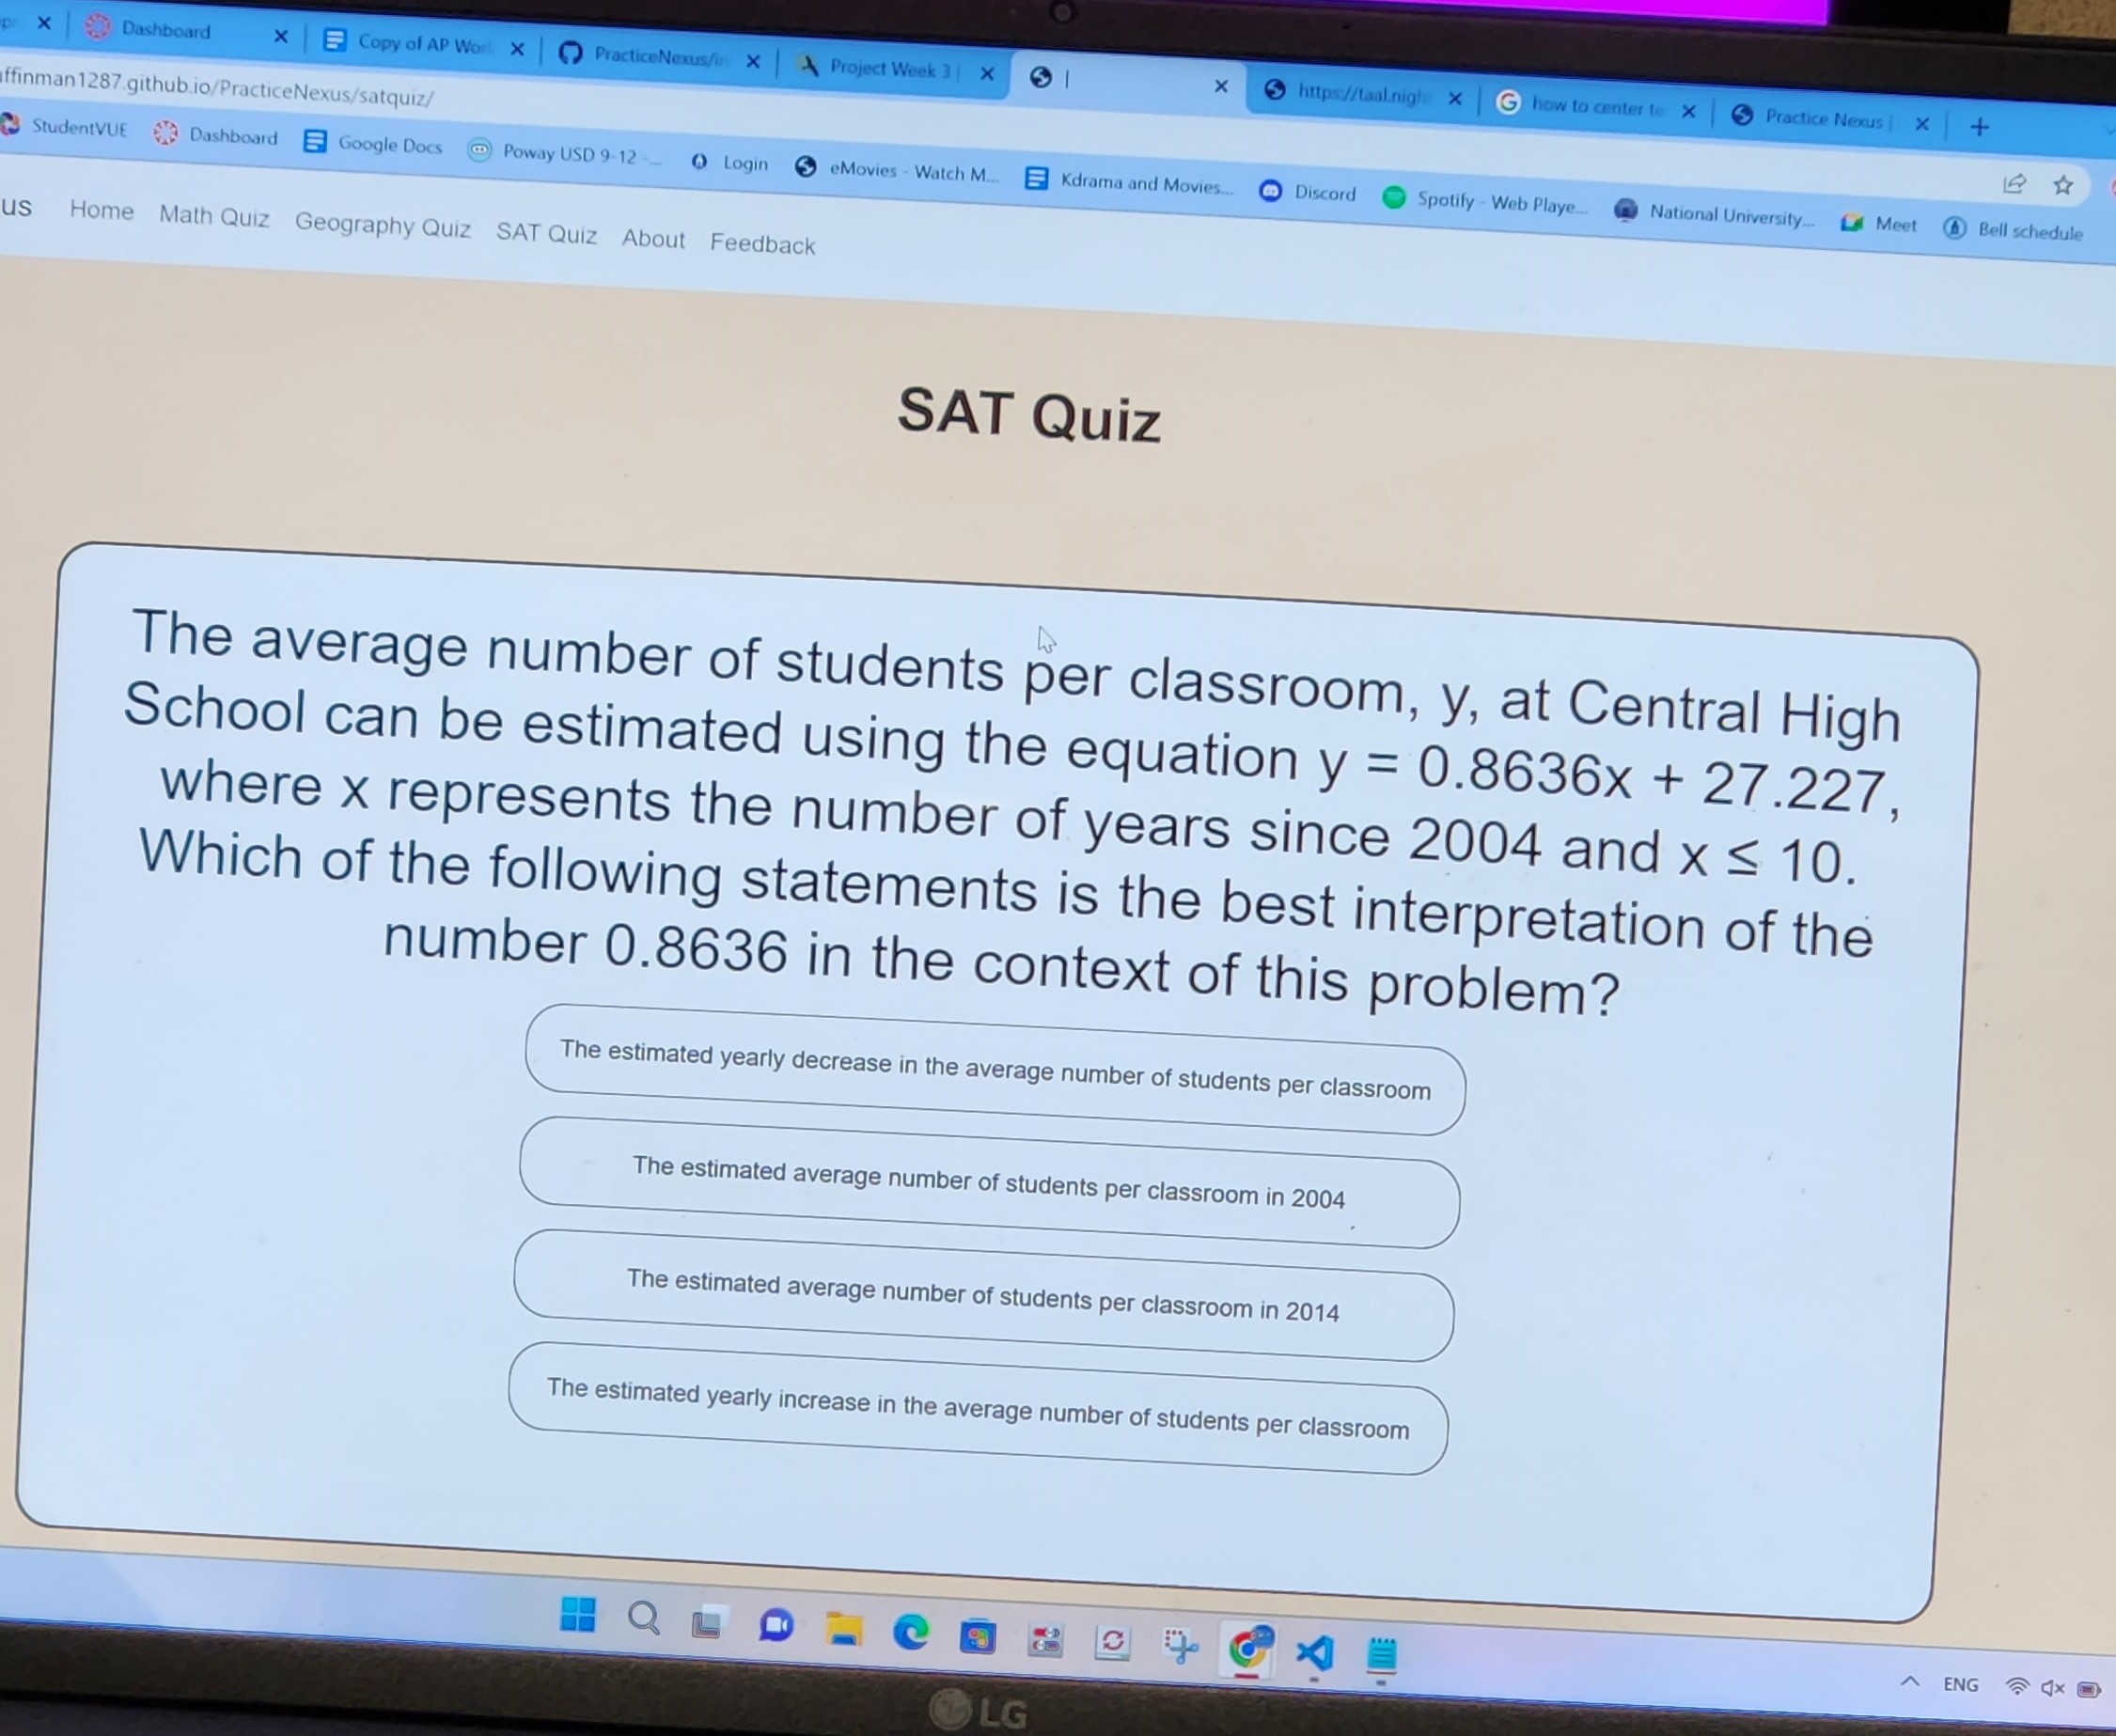 Dashboard
Copy of AP Worl
PracticeNexus/in
Project Week 3 |
|
https://taal.nigh
how to center te
Practice Nexus |
ffinman1287.github.io/PracticeNexus/satquiz/
StudentVUE
Dashboard
Google Docs
Poway USD 9-12 -...
Login
eMovies - Watch M...
Kdrama and Movies...
Discord
Spotify - Web Playe...
National University...
Meet
Bell schedule
us
Home
Math Quiz
Geography Quiz
SAT Quiz
About
Feedback
SAT Quiz
The average number of students per classroom, y, at Central High
School can be estimated using the equation y = 0.8636x + 27.227,
where x represents the number of years since 2004 and x ≤ 10.
Which of the following statements is the best interpretation of the
number 0.8636 in the context of this problem?
The estimated yearly decrease in the average number of students per classroom
The estimated average number of students per classroom in 2004
The estimated average number of students per classroom in 2014
The estimated yearly increase in the average number of students per classroom
ENG
LG